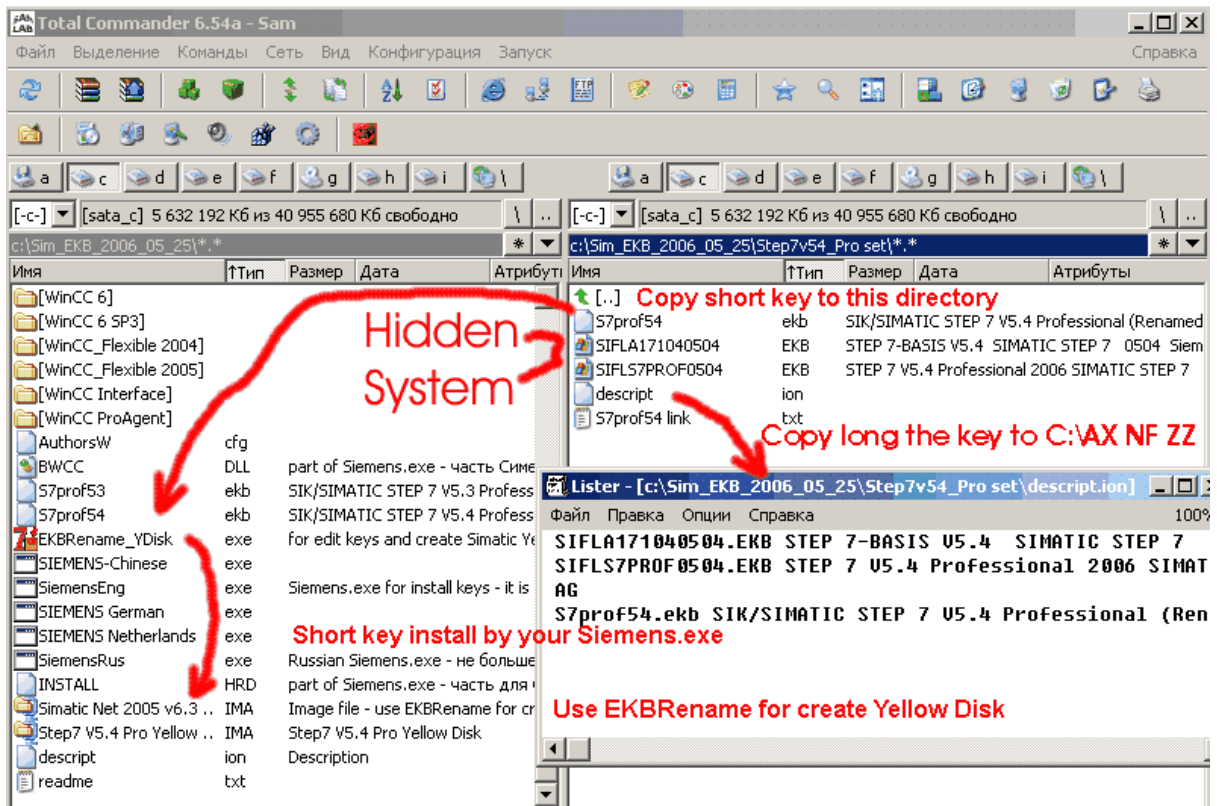 Total Commander 6.54a - Sam
Файл Выделение Команды Сеть Вид Конфигурация Запуск Справка
a c d e f g h i \
a c d e f g h i \
[-c-] [sata_c] 5 632 192 Кб из 40 955 680 Кб свободно \ ..
[-c-] [sata_c] 5 632 192 Кб из 40 955 680 Кб свободно \ ..
c:\Sim_EKB_2006_05_25\*.* *
c:\Sim_EKB_2006_05_25\Step7v54_Pro set\*.* *
Имя ↑Тип Размер Дата Атрибуты
Имя ↑Тип Размер Дата Атрибуты
[WinCC 6]
[WinCC 6 SP3]
[WinCC_Flexible 2004]
[WinCC_Flexible 2005]
[WinCC Interface]
[WinCC ProAgent]
AuthorsW cfg
BWCC DLL part of Siemens.exe - часть Симе
S7prof53 ekb SIK/SIMATIC STEP 7 V5.3 Profess
S7prof54 ekb SIK/SIMATIC STEP 7 V5.4 Profess
EKBRename_YDisk exe for edit keys and create Simatic Ye
SIEMENS-Chinese exe
SiemensEng exe Siemens.exe for install keys - it is
SIEMENS German exe
SIEMENS Netherlands exe
SiemensRus exe Russian Siemens.exe - не больше
INSTALL HRD part of Siemens.exe - часть для
Simatic Net 2005 v6.3 .. IMA Image file - use EKBRename for cr
Step7 V5.4 Pro Yellow .. IMA Step7 V5.4 Pro Yellow Disk
descript ion Description
readme txt
Hidden
System
Short key install by your Siemens.exe
[..] Copy short key to this directory
S7prof54 ekb SIK/SIMATIC STEP 7 V5.4 Professional (Renamed
SIFLA171040504 EKB STEP 7-BASIS V5.4 SIMATIC STEP 7 0504 Siem
SIFLS7PROF0504 EKB STEP 7 V5.4 Professional 2006 SIMATIC STEP 7
descript ion
S7prof54 link txt
Copy long the key to C:\AX NF ZZ
Lister - [c:\Sim_EKB_2006_05_25\Step7v54_Pro set\descript.ion]
Файл Правка Опции Справка 100%
SIFLA171040504.EKB STEP 7-BASIS V5.4 SIMATIC STEP 7
SIFLS7PROF0504.EKB STEP 7 V5.4 Professional 2006 SIMAT
AG
S7prof54.ekb SIK/SIMATIC STEP 7 V5.4 Professional (Ren
Use EKBRename for create Yellow Disk